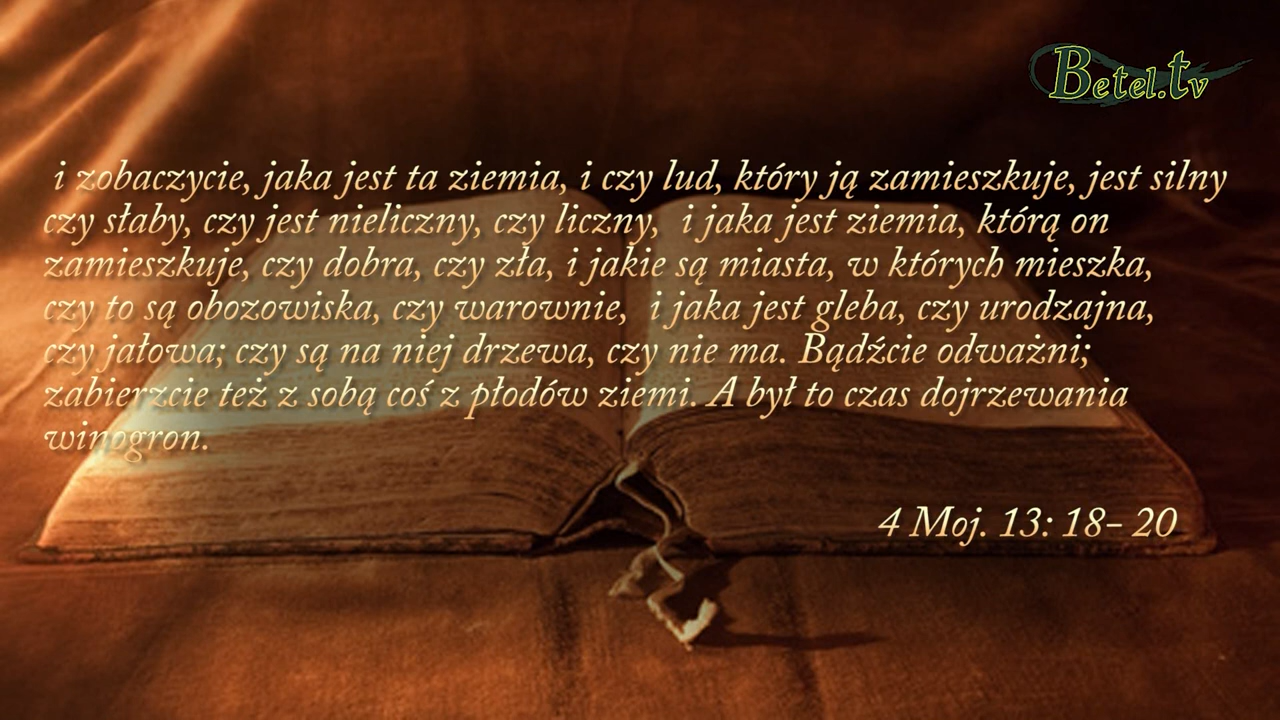 Betel.tv
i zobaczycie, jaka jest ta ziemia, i czy lud, który ją zamieszkuje, jest silny
czy słaby, czy jest nieliczny, czy liczny,  i jaka jest ziemia, którą on
zamieszkuje, czy dobra, czy zła, i jakie są miasta, w których mieszka,
czy to są obozowiska, czy warownie,  i jaka jest gleba, czy urodzajna,
czy jałowa; czy są na niej drzewa, czy nie ma. Bądźcie odważni;
zabierzcie też z sobą coś z płodów ziemi. A był to czas dojrzewania
winogron.
4 Moj. 13: 18- 20